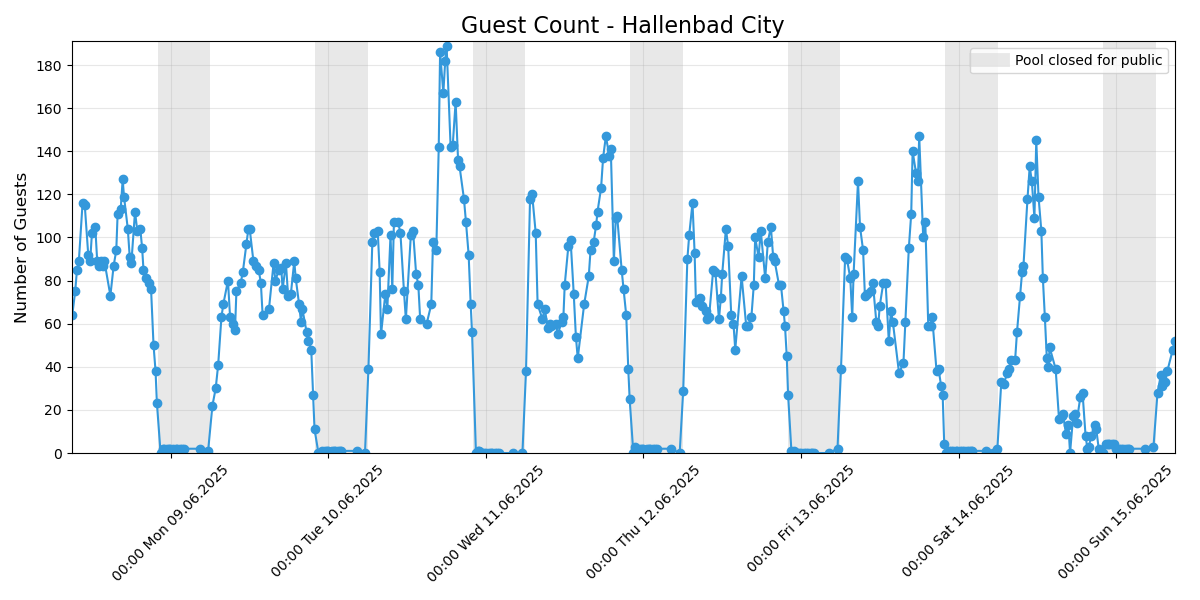 Guest Count - Hallenbad City
Pool closed for public
Number of Guests
180
160
140
120
100
80
60
40
20
0
00:00 Mon 09.06.2025
00:00 Tue 10.06.2025
00:00 Wed 11.06.2025
00:00 Thu 12.06.2025
00:00 Fri 13.06.2025
00:00 Sat 14.06.2025
00:00 Sun 15.06.2025